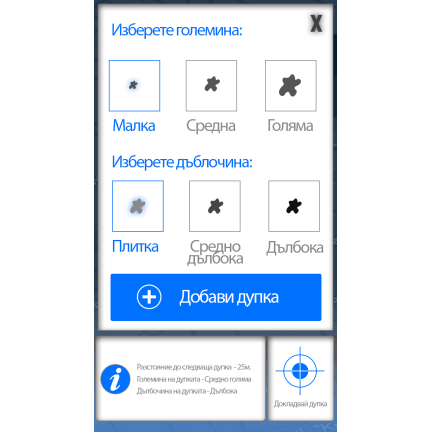 Изберете големина:
X
Малка
Средна
Голяма
Изберете дъблочина:
Плитка
Средно
дълбока
Дълбока
Добави дупка
Разстояние до следваща дупка - 25м.
Големина на дупката - Средно голяма
Дълбочина на дупката - Дълбока
Докладвай дупка